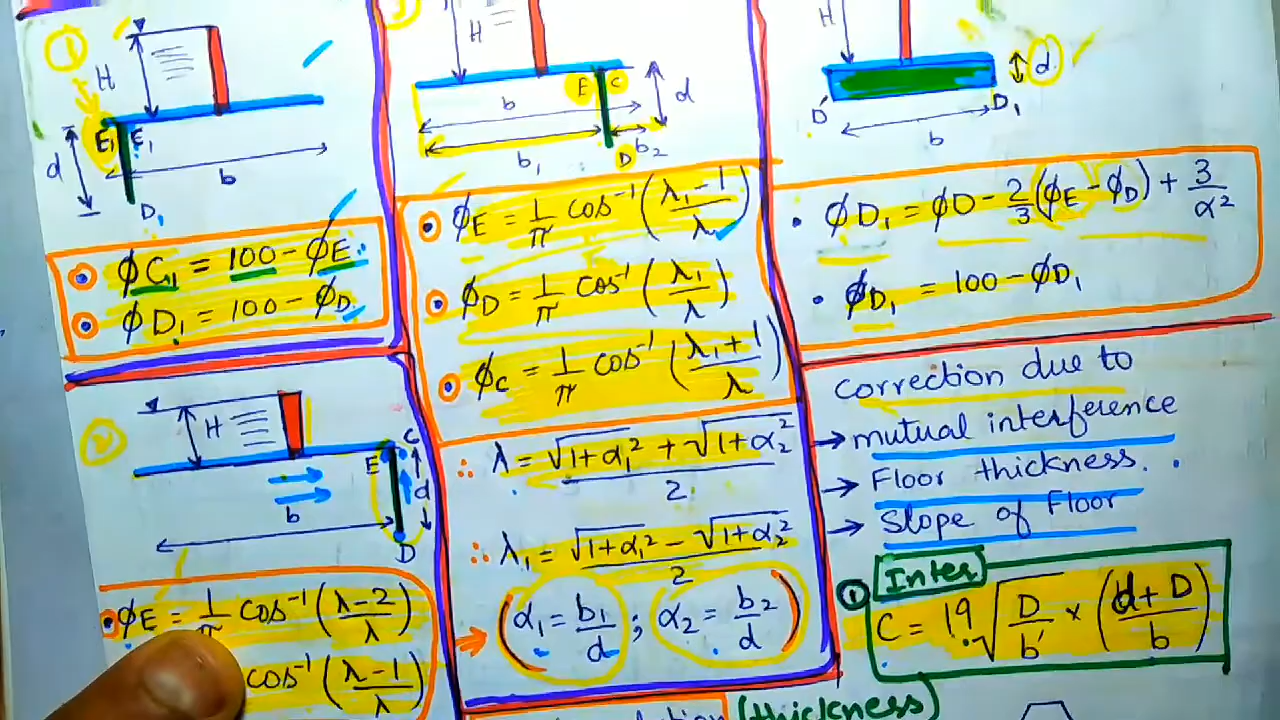 1
H
E₁
E₁
d
b
D₁
ϕC₁ = 100 - ϕE
ϕD₁ = 100 - ϕD
2
H
E
C
d
b
D
ϕE = 1/π cos⁻¹ (λ-2/λ)
cos⁻¹ (λ-1/λ)
3
H
E
C
b
d
b₁
b₂
D
ϕE = 1/π cos⁻¹ (λ₁-1/λ)
ϕD = 1/π cos⁻¹ (λ₁/λ)
ϕc = 1/π cos⁻¹ (λ₁+1/λ)
∴ λ = √1+α₁² + √1+α₂² / 2
∴ λ₁ = √1+α₁² - √1+α₂² / 2
(α₁ = b₁/d ; α₂ = b₂/d)
H
d
D'
D₁
b
ϕD₁ = ϕD - 2/3 (ϕE - ϕD) + 3/α²
ϕD₁ = 100 - ϕD₁
correction due to
→ mutual interference
→ Floor thickness.
→ Slope of Floor
① Inter
C = 19 √D/b' × (d+D/b)
(thickness)